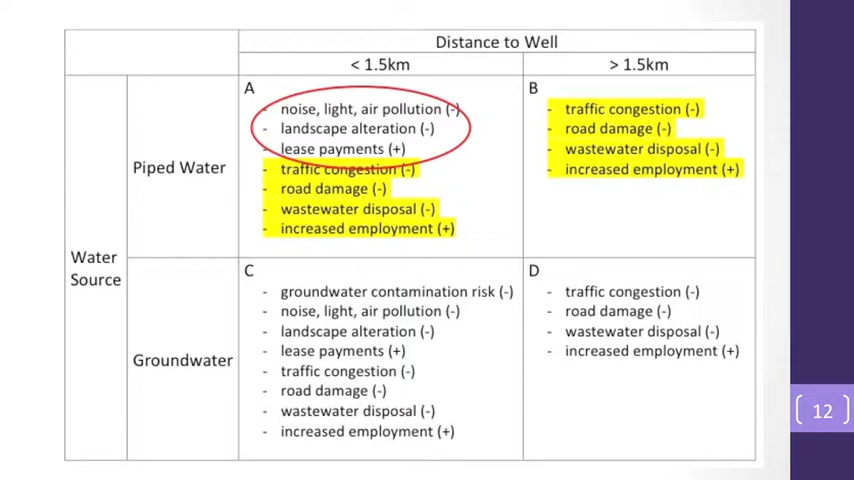 Distance to Well
< 1.5km
> 1.5km
Water Source
Piped Water
A
- noise, light, air pollution (-)
- landscape alteration (-)
- lease payments (+)
- traffic congestion (-)
- road damage (-)
- wastewater disposal (-)
- increased employment (+)
B
- traffic congestion (-)
- road damage (-)
- wastewater disposal (-)
- increased employment (+)
Groundwater
C
- groundwater contamination risk (-)
- noise, light, air pollution (-)
- landscape alteration (-)
- lease payments (+)
- traffic congestion (-)
- road damage (-)
- wastewater disposal (-)
- increased employment (+)
D
- traffic congestion (-)
- road damage (-)
- wastewater disposal (-)
- increased employment (+)
12